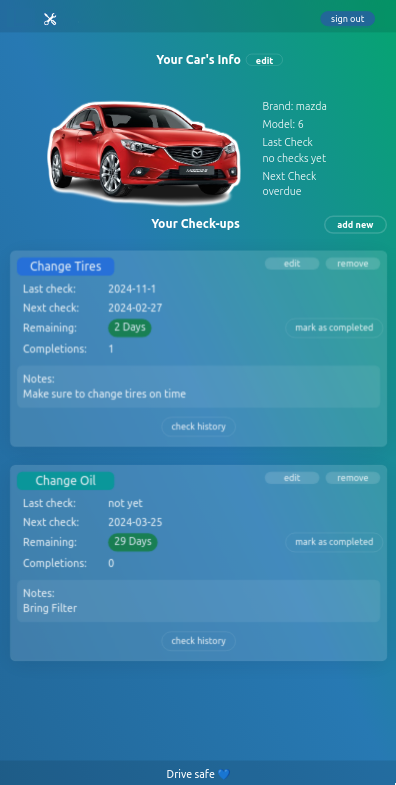 sign out
Your Car's Info edit
Brand: mazda
Model: 6
Last Check
no checks yet
Next Check
overdue
Your Check-ups add new
Change Tires edit remove
Last check: 2024-11-1
Next check: 2024-02-27
Remaining: 2 Days mark as completed
Completions: 1
Notes:
Make sure to change tires on time
check history
Change Oil edit remove
Last check: not yet
Next check: 2024-03-25
Remaining: 29 Days mark as completed
Completions: 0
Notes:
Bring Filter
check history
Drive safe 💙